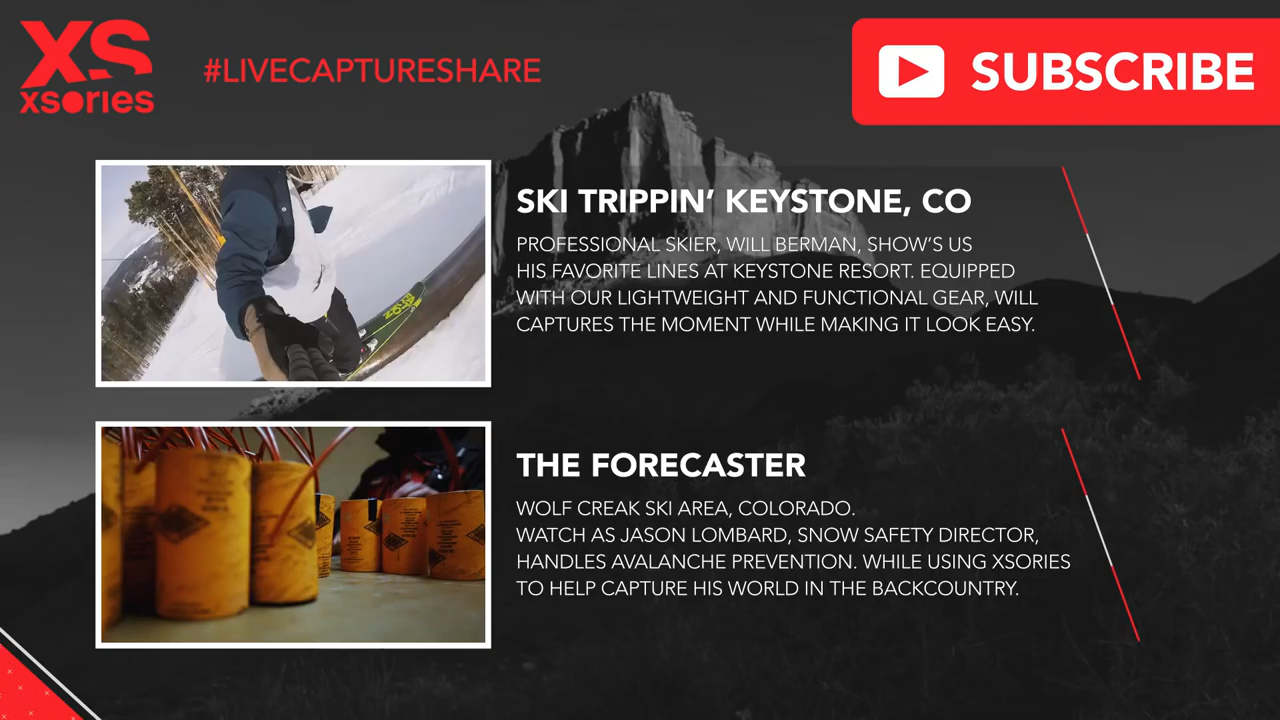 XS
xsories
#LIVECAPTURESHARE
SUBSCRIBE
SKI TRIPPIN' KEYSTONE, CO
PROFESSIONAL SKIER, WILL BERMAN, SHOW'S US
HIS FAVORITE LINES AT KEYSTONE RESORT. EQUIPPED
WITH OUR LIGHTWEIGHT AND FUNCTIONAL GEAR, WILL
CAPTURES THE MOMENT WHILE MAKING IT LOOK EASY.
THE FORECASTER
WOLF CREAK SKI AREA, COLORADO.
WATCH AS JASON LOMBARD, SNOW SAFETY DIRECTOR,
HANDLES AVALANCHE PREVENTION. WHILE USING XSORIES
TO HELP CAPTURE HIS WORLD IN THE BACKCOUNTRY.